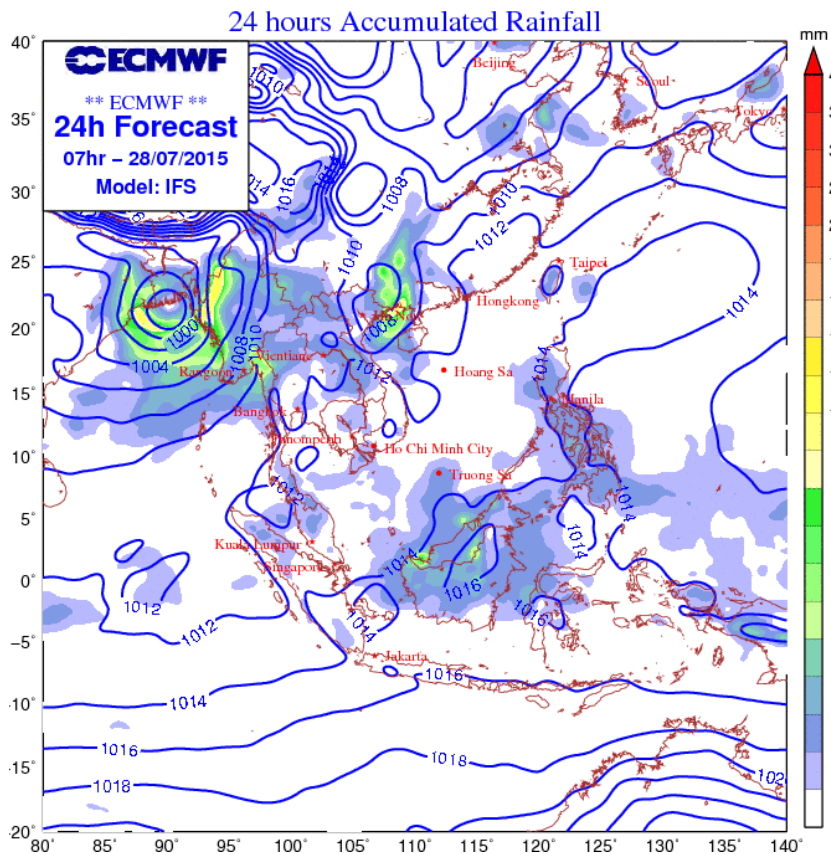 24 hours Accumulated Rainfall
mm
ECMWF
** ECMWF **
24h Forecast
07hr – 28/07/2015
Model: IFS
40°
35°
30°
25°
20°
15°
10°
5°
0°
−5°
-10°
-15°
20°
80°
85°
90°
95°
100°
105°
110°
115°
120°
125°
130°
135°
140°
Beijing
Seoul
Tokyo
Taipei
Hongkong
Vientiane
Hoang Sa
Rangoon
Bangkok
Manila
Ho Chi Minh City
Truong Sa
Kuala Lumpur
Singapore
Jakarta
1010
1014
1016
1014
1008
1010
1012
1010
1014
1000
1004
1008
1010
1008
1012
1014
1012
1014
1014
1016
1012
1012
1014
1016
1016
1014
1016
1018
1018